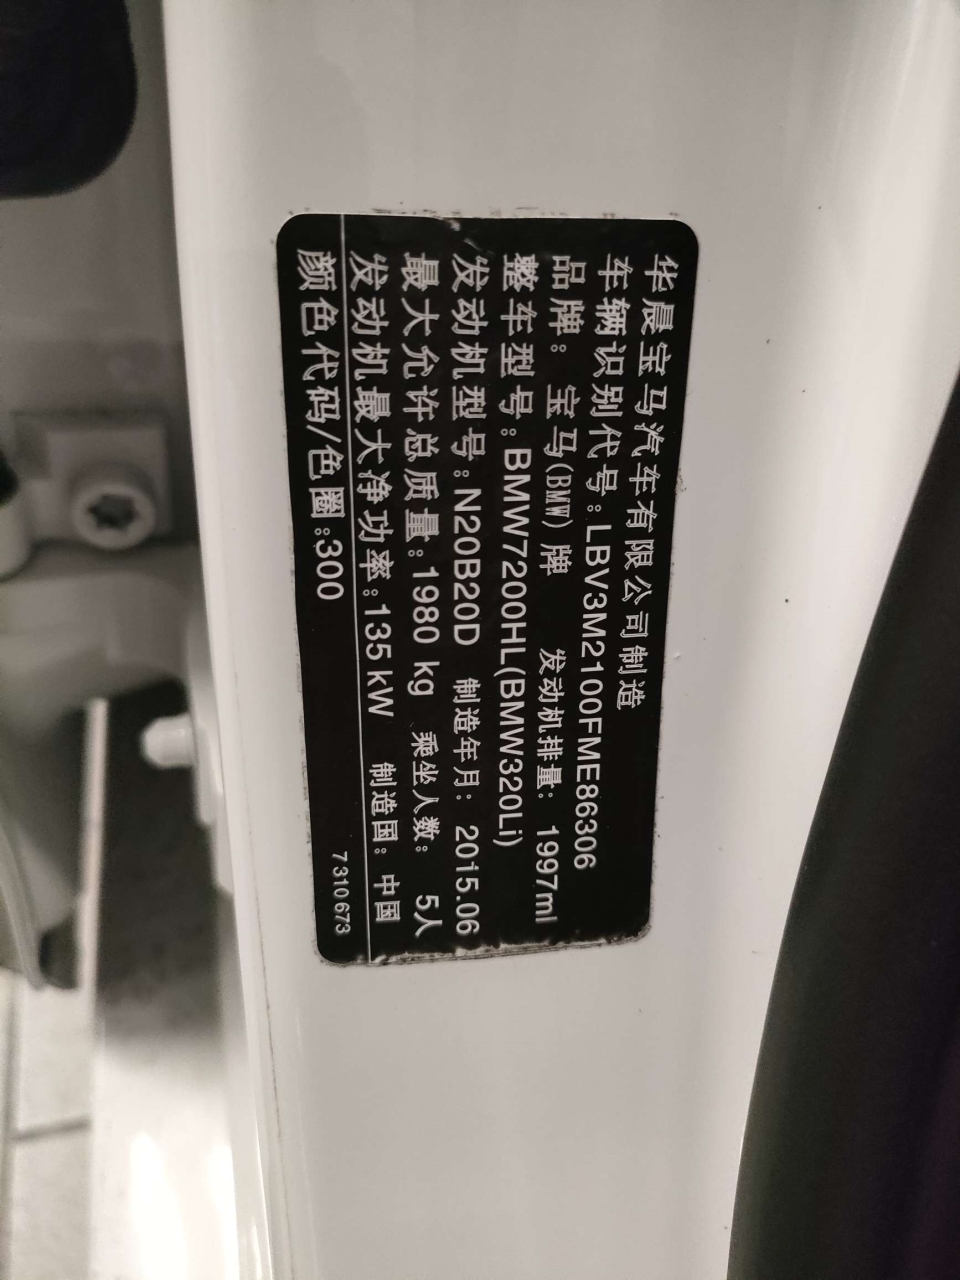 华晨宝马汽车有限公司制造
车辆识别代号:LBV3M2100FME86306
品牌: 宝马(BMW)牌 发动机排量: 1997ml
整车型号:BMW7200HL(BMW320Li)
发动机型号:N20B20D 制造年月: 2015.06
最大允许总质量:1980 kg 乘坐人数: 5人
发动机最大净功率:135kW 制造国: 中国
颜色代码/色圈:300
7310673